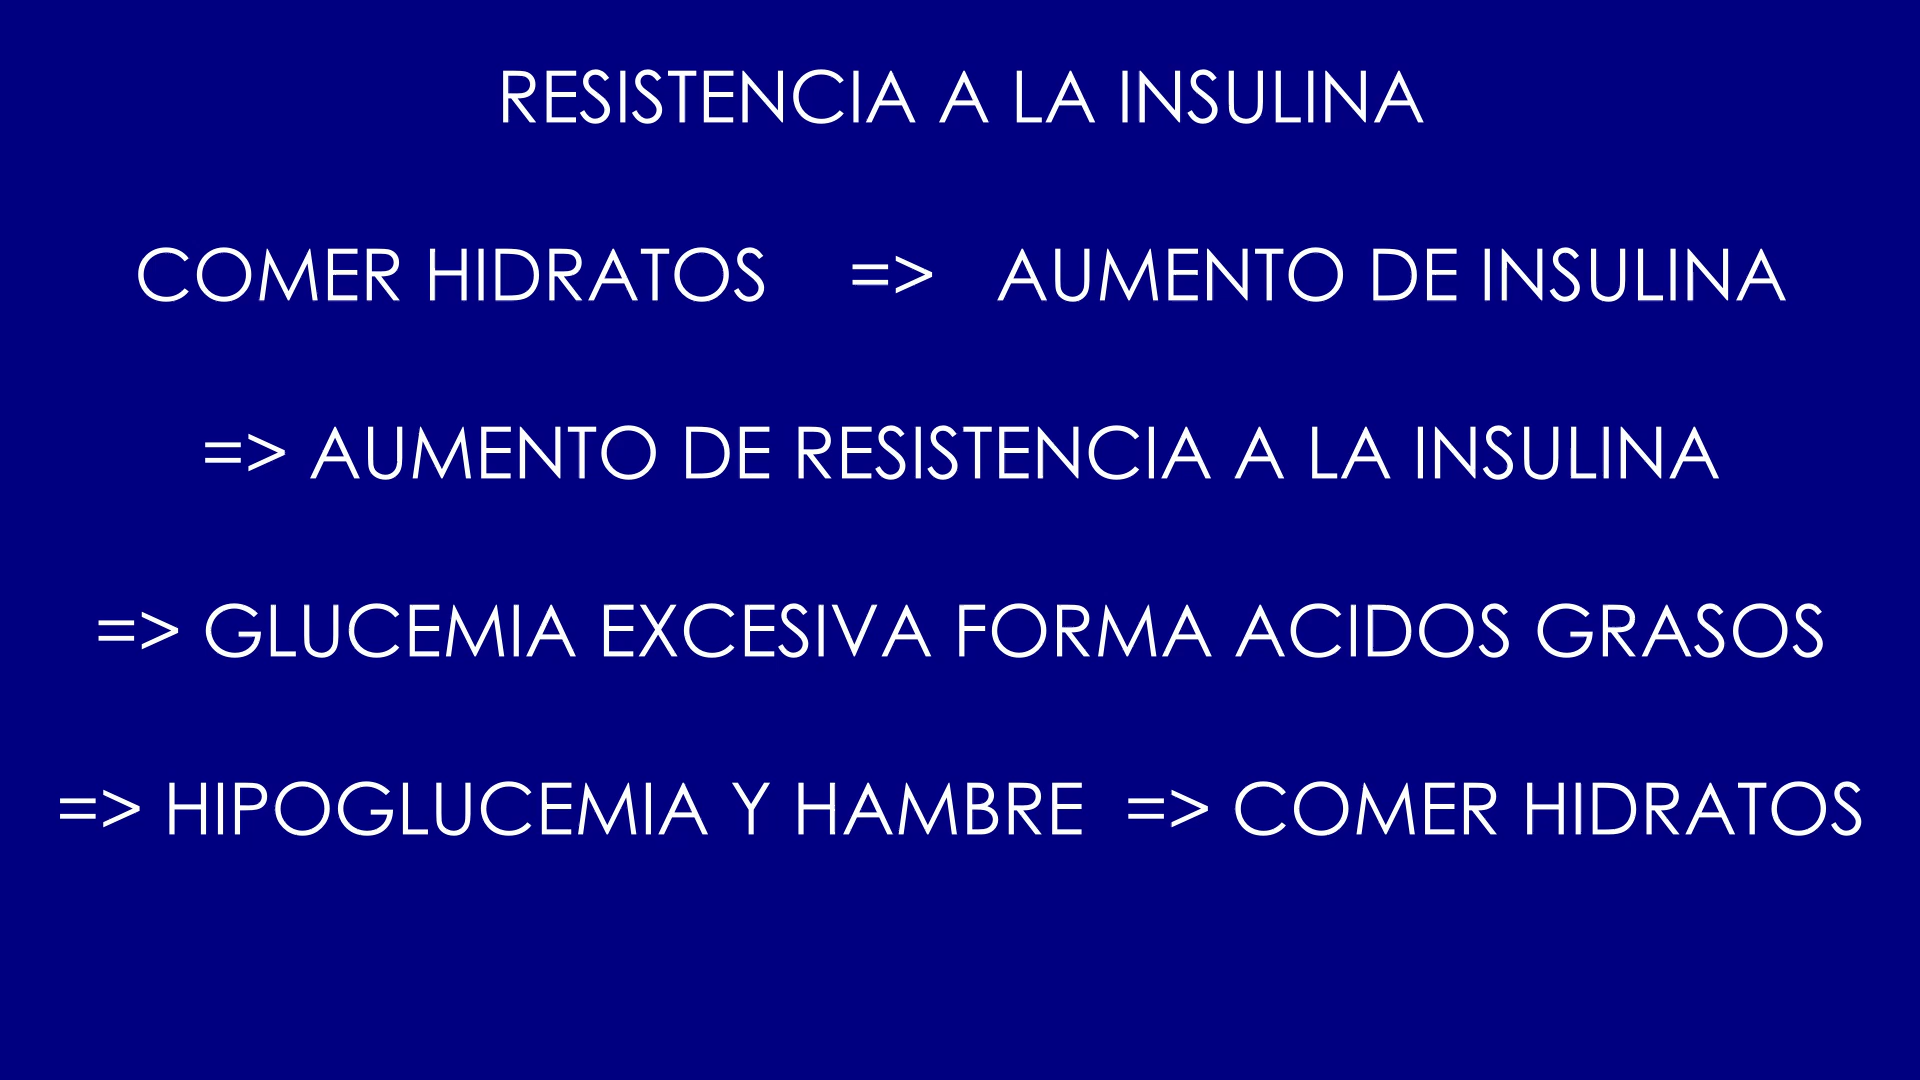 RESISTENCIA A LA INSULINA
COMER HIDRATOS => AUMENTO DE INSULINA
=> AUMENTO DE RESISTENCIA A LA INSULINA
=> GLUCEMIA EXCESIVA FORMA ACIDOS GRASOS
=> HIPOGLUCEMIA Y HAMBRE => COMER HIDRATOS